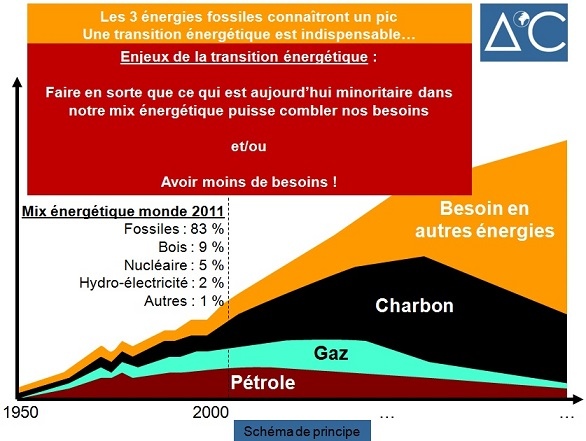 Les 3 énergies fossiles connaîtront un pic
Une transition énergétique est indispensable…
Δ°C
Enjeux de la transition énergétique :
Faire en sorte que ce qui est aujourd’hui minoritaire dans
notre mix énergétique puisse combler nos besoins
et/ou
Avoir moins de besoins !
Mix énergétique monde 2011
Fossiles : 83 %
Bois : 9 %
Nucléaire : 5 %
Hydro-électricité : 2 %
Autres : 1 %
Besoin en
autres énergies
Charbon
Gaz
Pétrole
1950
2000
…
…
Schéma de principe